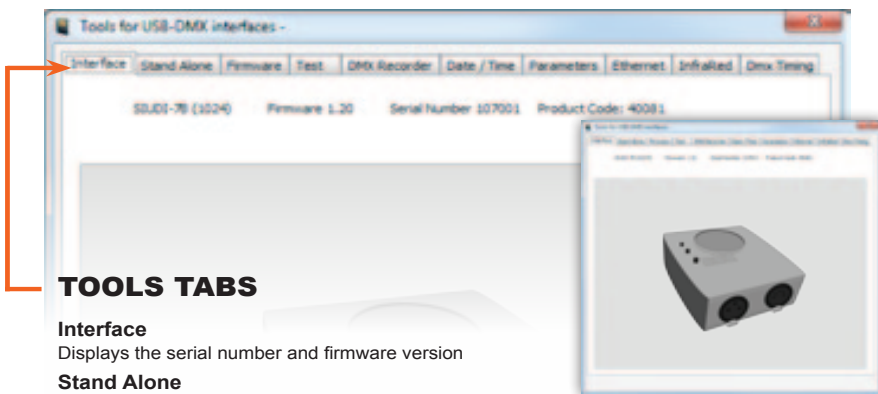 Tools for USB-DMX interfaces -
Interface Stand Alone Firmware Test DMX Recorder Date / Time Parameters Ethernet InfraRed Dmx Timing
SIUDI-7B (1024) Firmware 1.20 Serial Number 107001 Product Code: 40081
TOOLS TABS
Interface
Displays the serial number and firmware version
Stand Alone